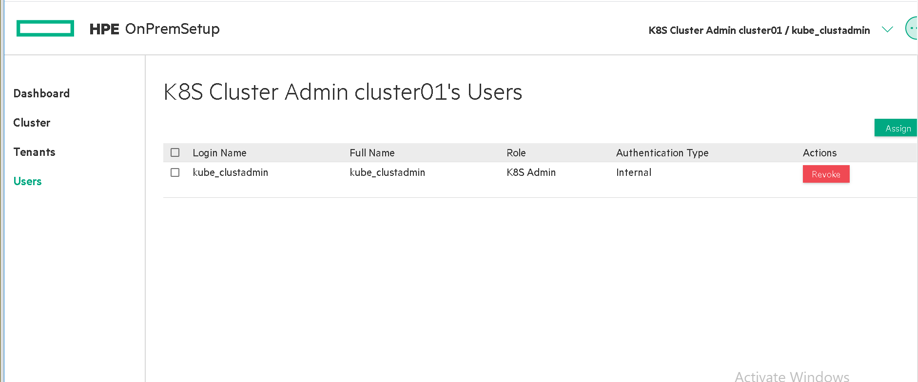 HPE OnPremSetup
K8S Cluster Admin cluster01 / kube_clustadmin
Dashboard
Cluster
Tenants
Users
K8S Cluster Admin cluster01's Users
Assign
Login Name Full Name Role Authentication Type Actions
kube_clustadmin kube_clustadmin K8S Admin Internal Revoke
Activate Windows